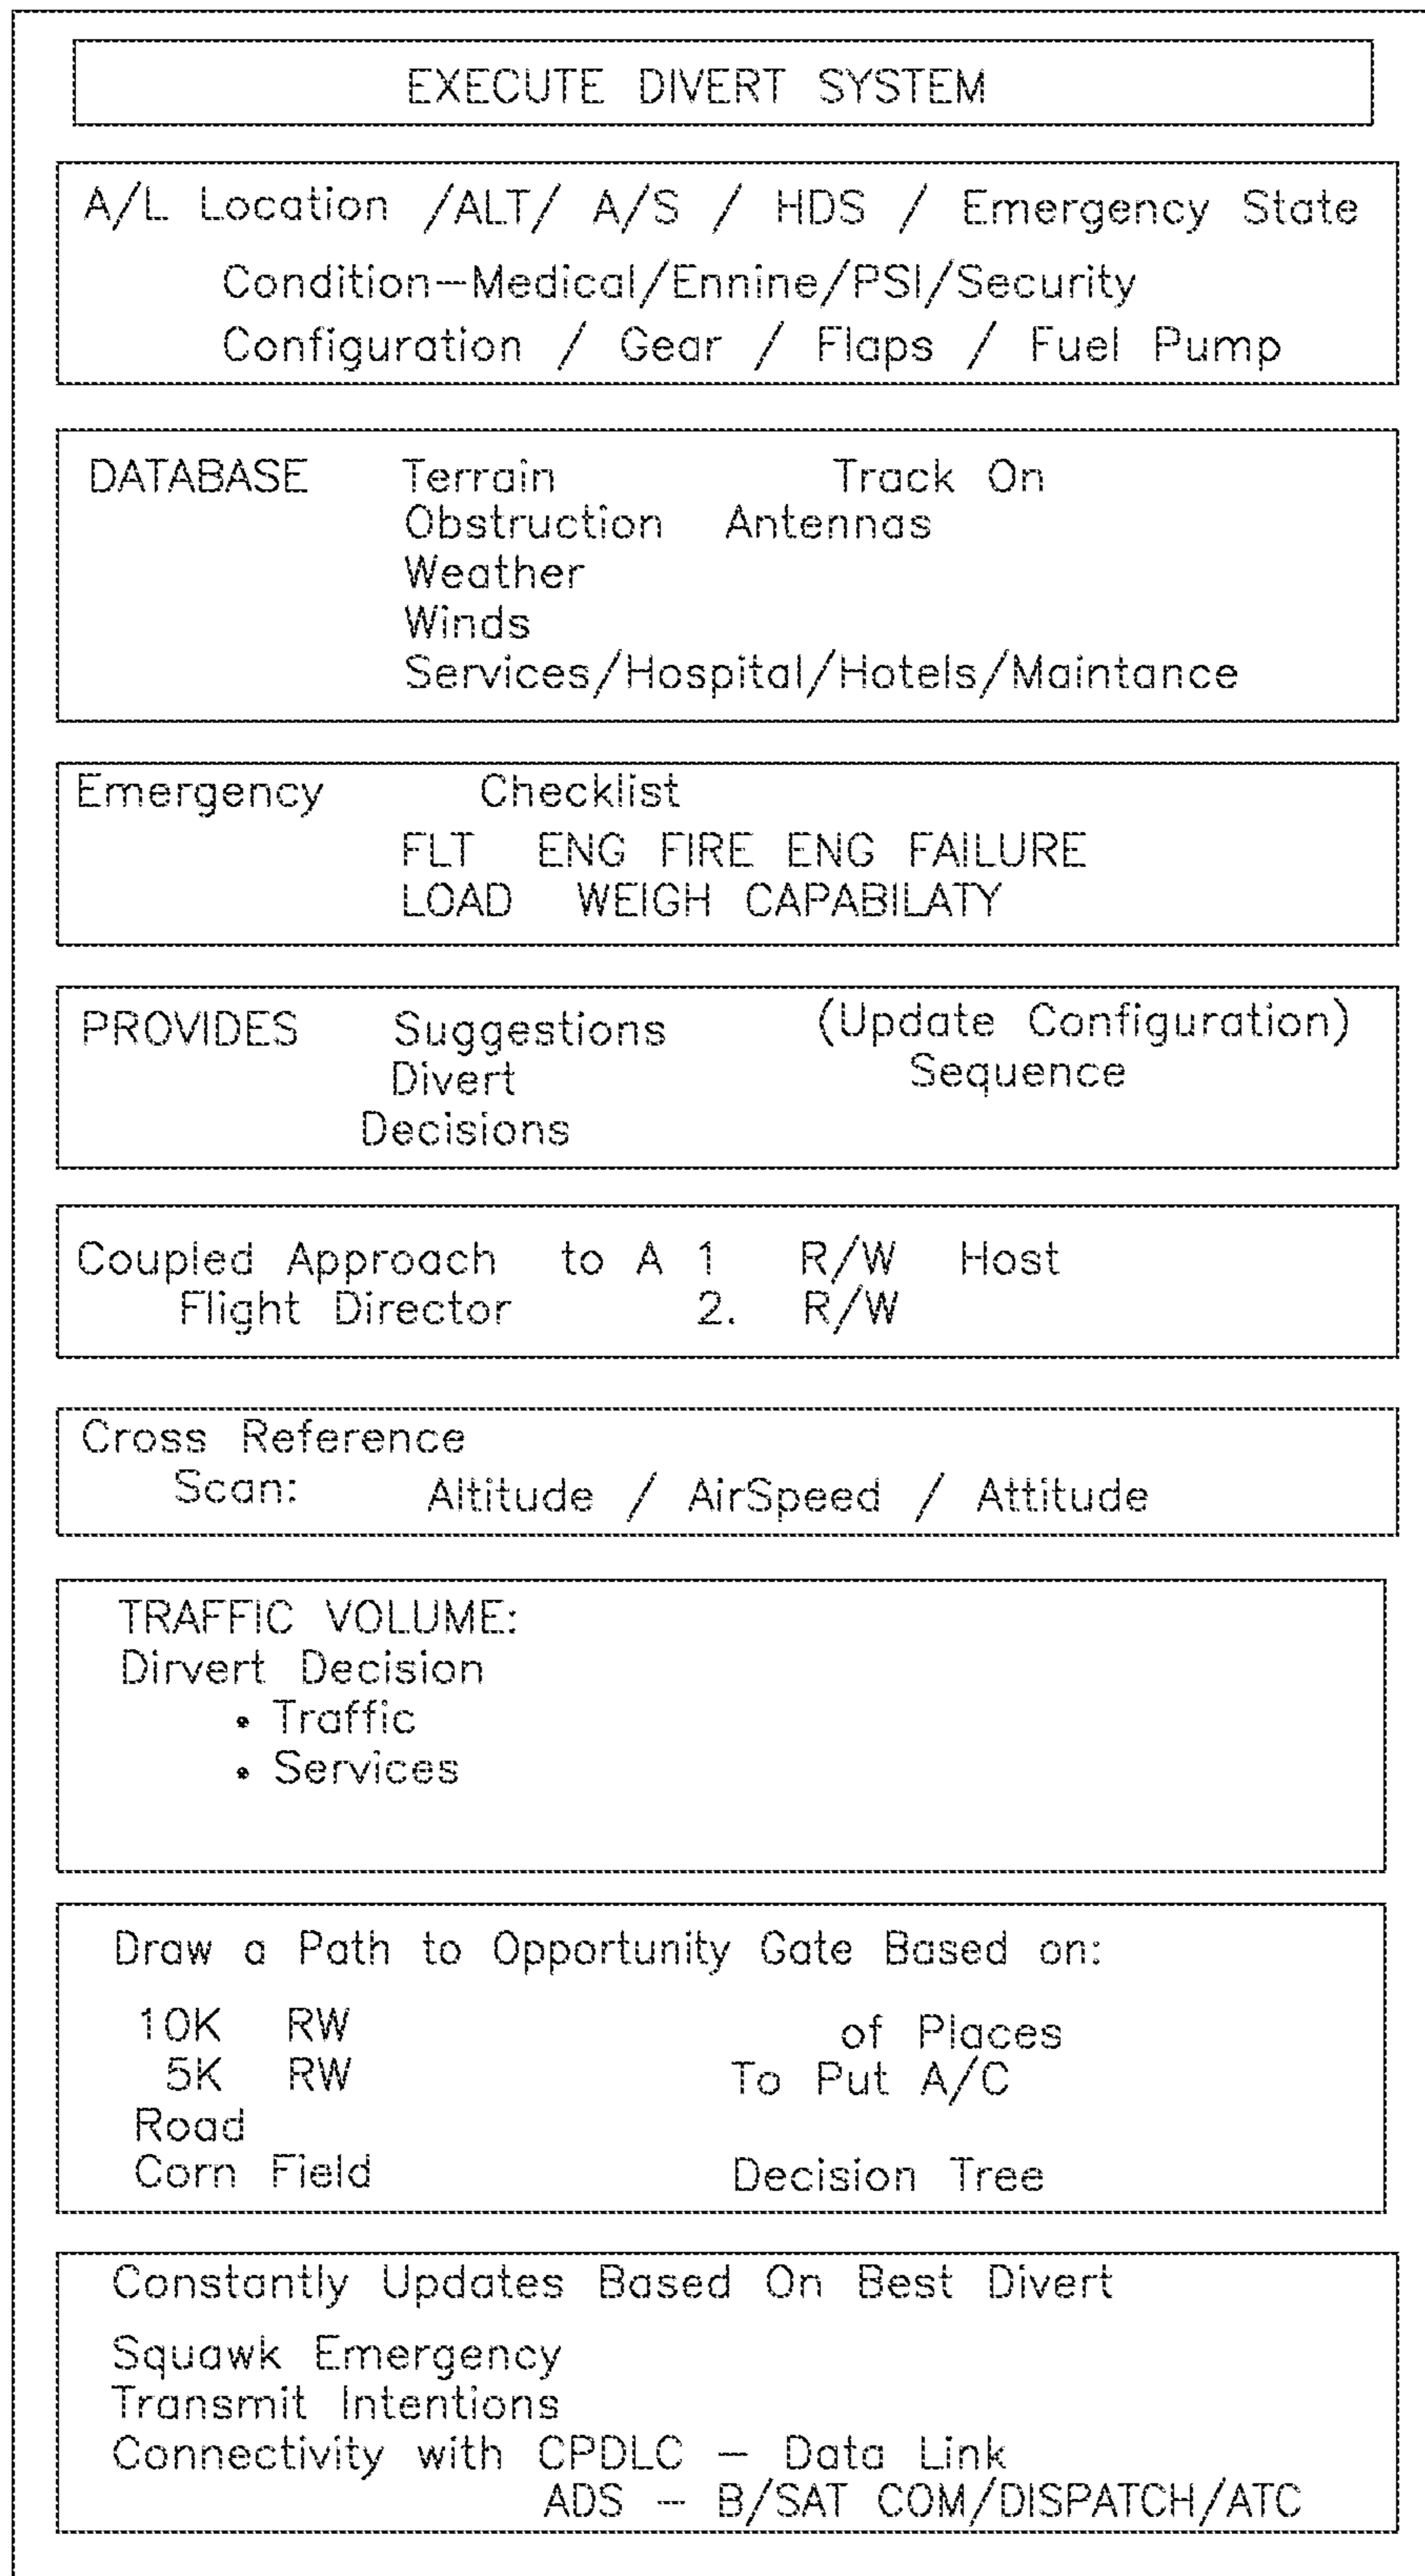 EXECUTE DIVERT SYSTEM
A/L Location /ALT/ A/S / HDS / Emergency State
Condition-Medical/Ennine/PSI/Security
Configuration / Gear / Flaps / Fuel Pump
DATABASE Terrain Track On
Obstruction Antennas
Weather
Winds
Services/Hospital/Hotels/Maintance
Emergency Checklist
FLT ENG FIRE ENG FAILURE
LOAD WEIGH CAPABILATY
PROVIDES Suggestions (Update Configuration)
Divert Sequence
Decisions
Coupled Approach to A 1 R/W Host
Flight Director 2. R/W
Cross Reference
Scan: Altitude / AirSpeed / Attitude
TRAFFIC VOLUME:
Dirvert Decision
• Traffic
• Services
Draw a Path to Opportunity Gate Based on:
10K RW of Places
5K RW To Put A/C
Road
Corn Field Decision Tree
Constantly Updates Based On Best Divert
Squawk Emergency
Transmit Intentions
Connectivity with CPDLC – Data Link
ADS – B/SAT COM/DISPATCH/ATC